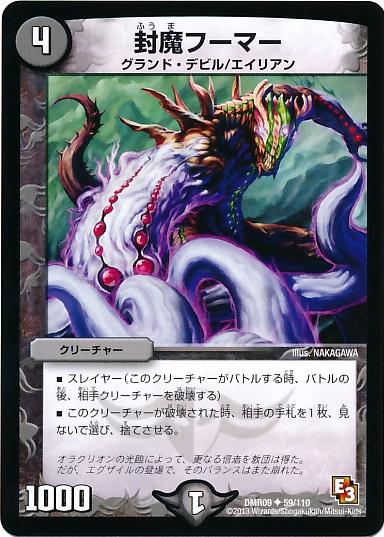 4
ふうま
封魔フーマー
グランド・デビル/エイリアン
クリーチャー
illus. NAKAGAWA
■ スレイヤー(このクリーチャーがバトルする時、バトルの
後、相手クリーチャーを破壊する)
■ このクリーチャーが破壊された時、相手の手札を1枚、見
ないで選び、捨てさせる。
オラクリオンの光臨によって、更なる信志を教団は得た。
だが、エグザイルの登場で、そのバランスはまた崩れた。
1000
1
DMR09 ◆ 59/110
©2013 Wizards/Shogakukan/Mitsui-Kids
E3